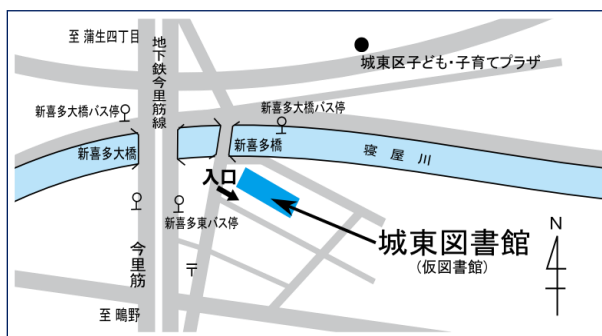 至 蒲生四丁目
地下鉄今里筋線
城東区子ども・子育てプラザ
新喜多大橋バス停
新喜多大橋バス停
新喜多大橋
新喜多橋
寝屋川
入口
新喜多東バス停
城東図書館
(仮図書館)
今里筋
〒
至 鴫野
N